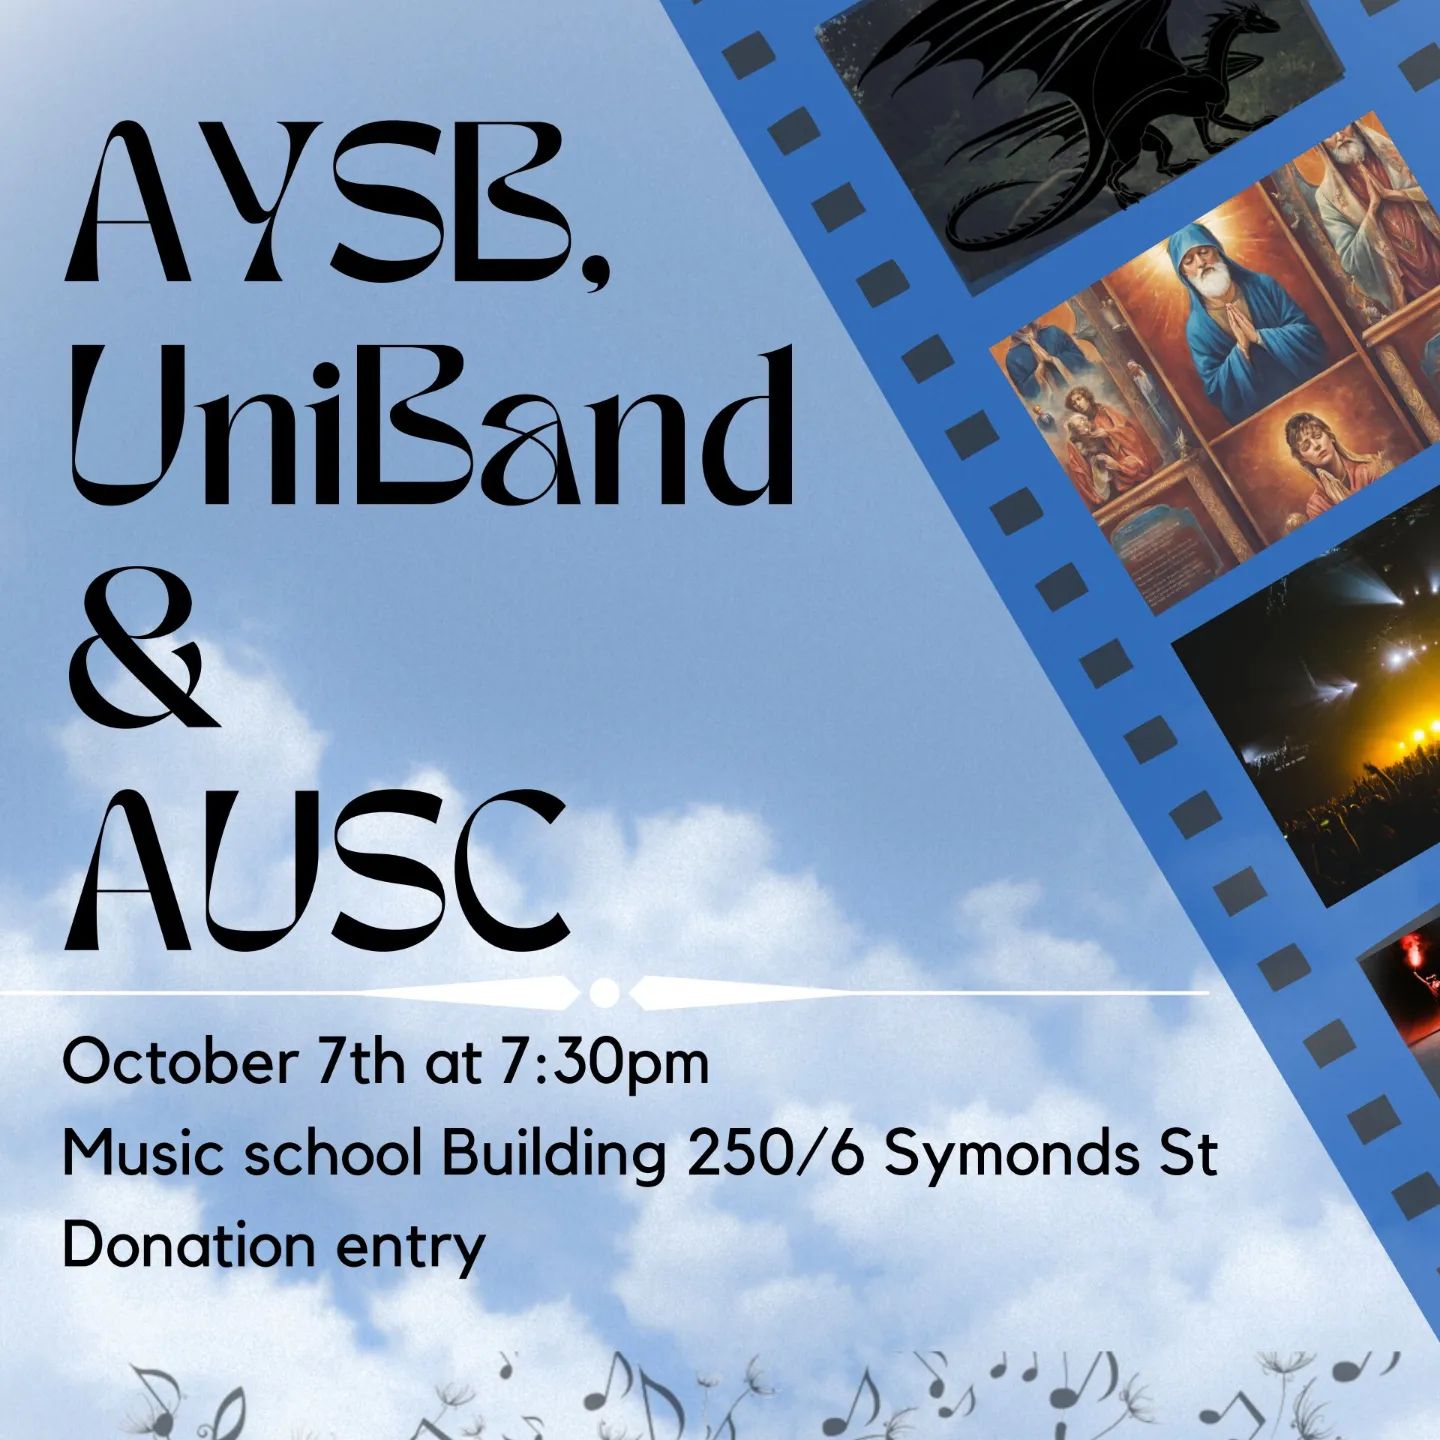 AYSB,
UniBand
&
AUSC
October 7th at 7:30pm
Music school Building 250/6 Symonds St
Donation entry